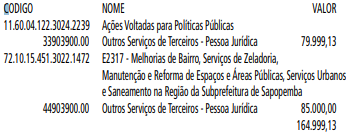 CODIGO NOME VALOR
11.60.04.122.3024.2239 Ações Voltadas para Políticas Públicas
33903900.00 Outros Serviços de Terceiros - Pessoa Jurídica 79.999,13
72.10.15.451.3022.1472 E2317 - Melhorias de Bairro, Serviços de Zeladoria,
Manutenção e Reforma de Espaços e Áreas Públicas, Serviços Urbanos
e Saneamento na Região da Subprefeitura de Sapopemba
44903900.00 Outros Serviços de Terceiros - Pessoa Jurídica 85.000,00
164.999,13